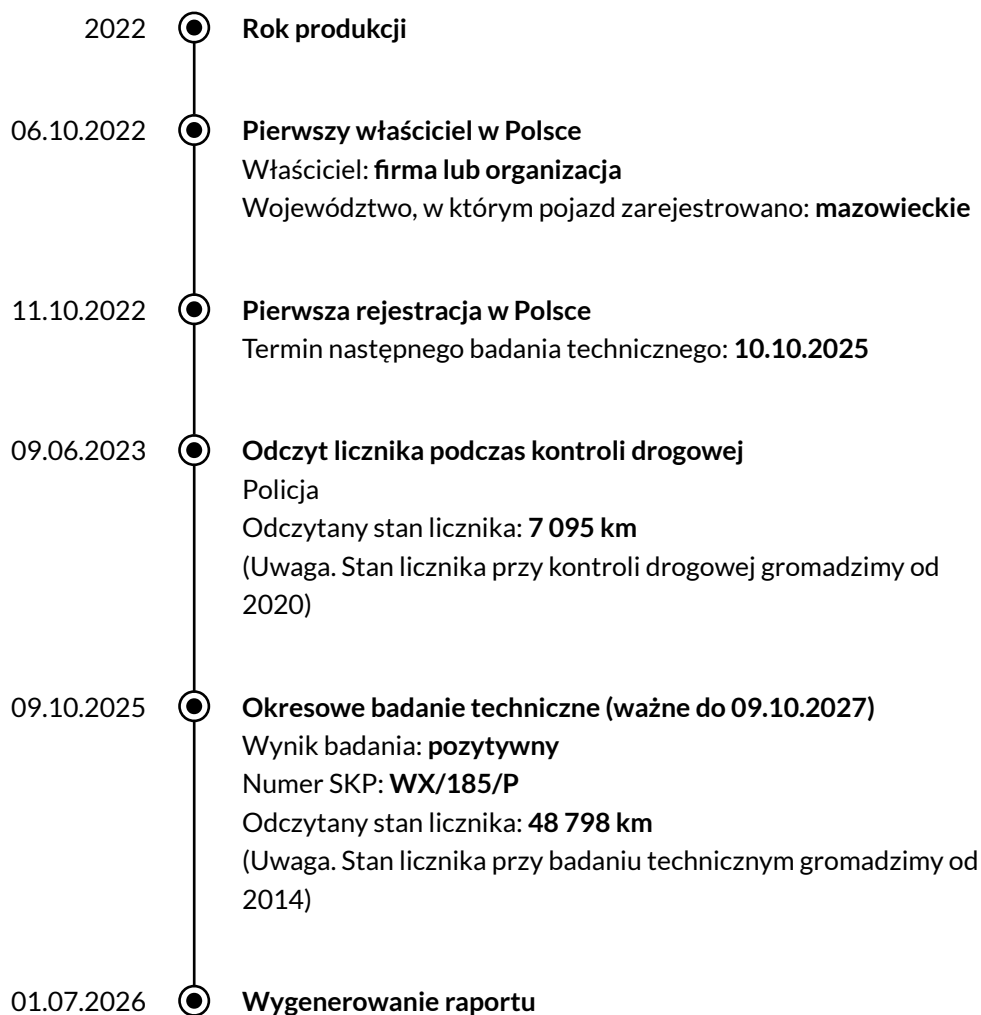 2022 Rok produkcji
06.10.2022 Pierwszy właściciel w Polsce
Właściciel: firma lub organizacja
Województwo, w którym pojazd zarejestrowano: mazowieckie
11.10.2022 Pierwsza rejestracja w Polsce
Termin następnego badania technicznego: 10.10.2025
09.06.2023 Odczyt licznika podczas kontroli drogowej
Policja
Odczytany stan licznika: 7 095 km
(Uwaga. Stan licznika przy kontroli drogowej gromadzimy od
2020)
09.10.2025 Okresowe badanie techniczne (ważne do 09.10.2027)
Wynik badania: pozytywny
Numer SKP: WX/185/P
Odczytany stan licznika: 48 798 km
(Uwaga. Stan licznika przy badaniu technicznym gromadzimy od
2014)
01.07.2026 Wygenerowanie raportu